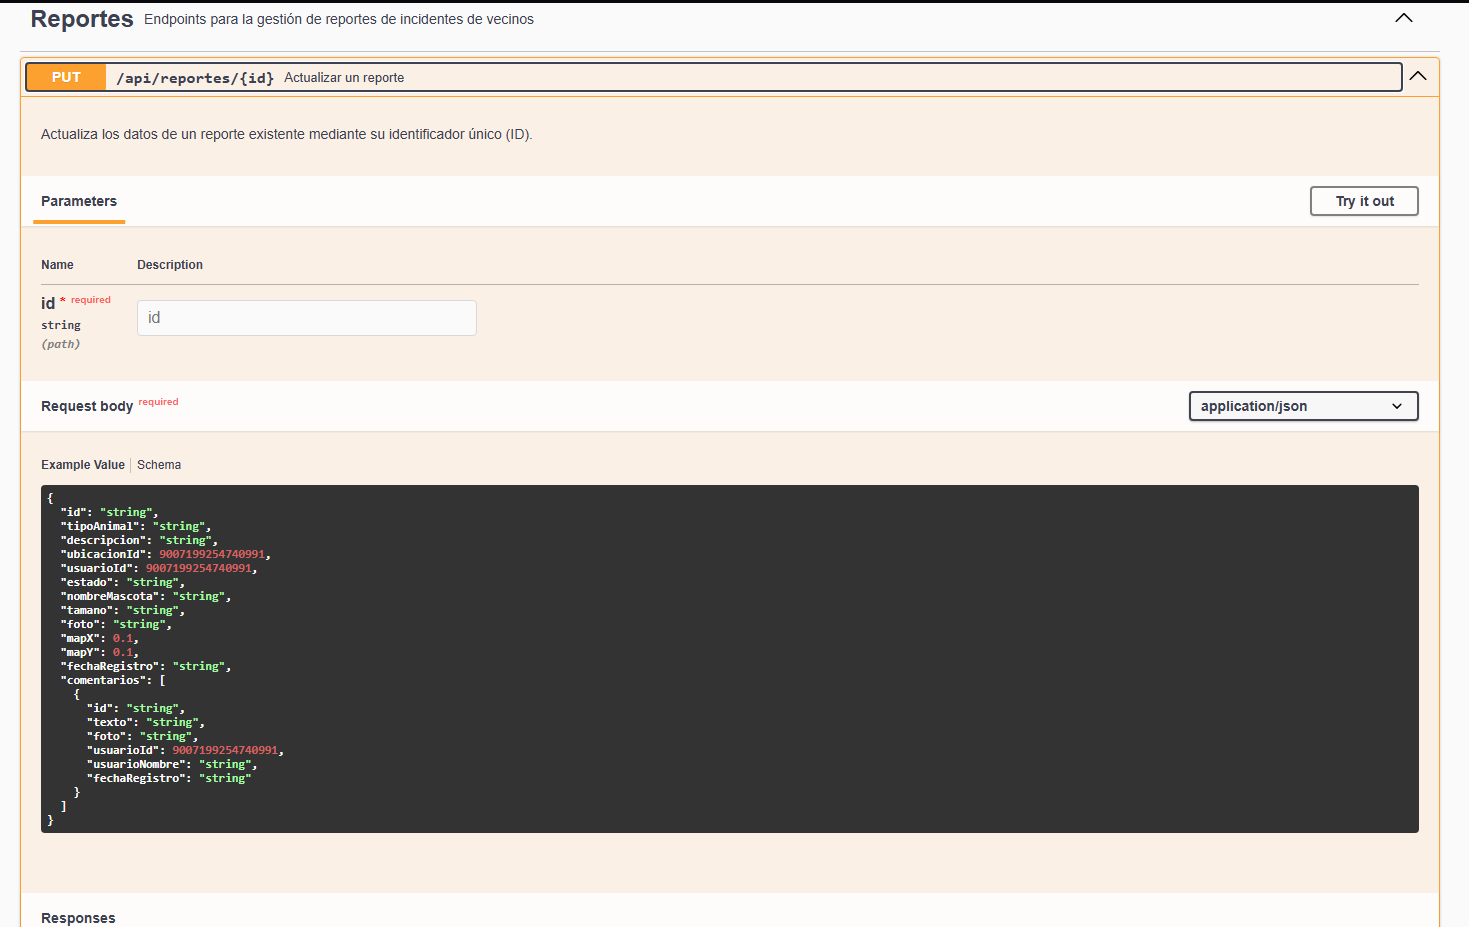 Reportes Endpoints para la gestión de reportes de incidentes de vecinos
PUT /api/reportes/{id} Actualizar un reporte
Actualiza los datos de un reporte existente mediante su identificador único (ID).
Parameters
Try it out
Name Description
id * required
string
(path)
id
Request body required
application/json
Example Value Schema
{
  "id": "string",
  "tipoAnimal": "string",
  "descripcion": "string",
  "ubicacionId": 9007199254740991,
  "usuarioId": 9007199254740991,
  "estado": "string",
  "nombreMascota": "string",
  "tamano": "string",
  "foto": "string",
  "mapX": 0.1,
  "mapY": 0.1,
  "fechaRegistro": "string",
  "comentarios": [
    {
      "id": "string",
      "texto": "string",
      "foto": "string",
      "usuarioId": 9007199254740991,
      "usuarioNombre": "string",
      "fechaRegistro": "string"
    }
  ]
}
Responses